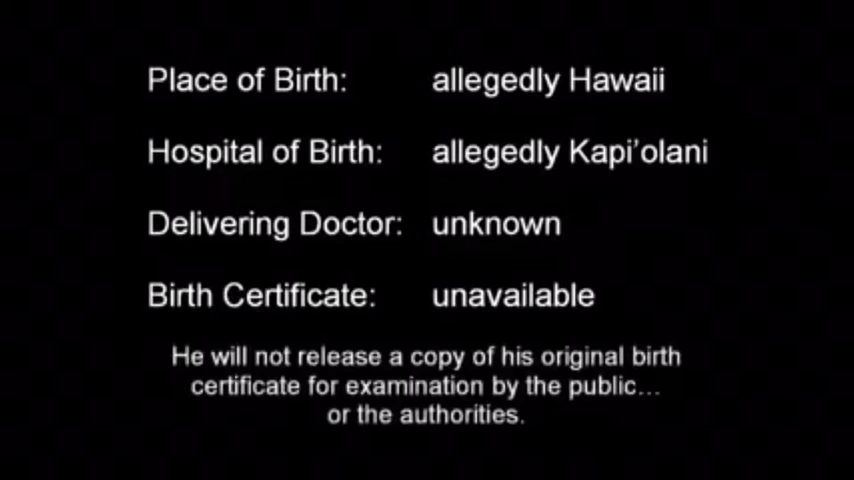 Place of Birth: allegedly Hawaii
Hospital of Birth: allegedly Kapi’olani
Delivering Doctor: unknown
Birth Certificate: unavailable
He will not release a copy of his original birth
certificate for examination by the public…
or the authorities.